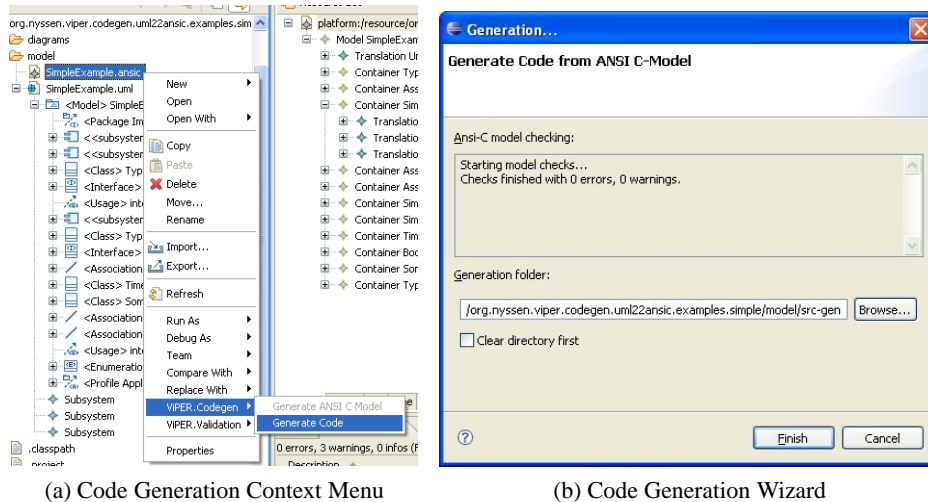 org.nyssen.viper.codegen.uml22ansic.examples.sim
diagrams
model
SimpleExample.ansic
SimpleExample.uml
<Model> SimpleE
<Package Im
<<subsyster
<<subsyster
<Class> Typ
<Interface>
<Usage> inte
<<subsyster
<Class> Typ
<Interface>
<Association
<Class> Time
<Class> Som
<Association
<Association
<Usage> inte
<Enumeratio
<Profile Appl
Subsystem
Subsystem
Subsystem
.classpath
.project
New
Open
Open With
Copy
Paste
Delete
Move...
Rename
Import...
Export...
Refresh
Run As
Debug As
Team
Compare With
Replace With
ViPER.Codegen
ViPER.Validation
Properties
Generate ANSI C Model
Generate Code
platform:/resource/or
Model SimpleExam
Translation Ur
Container Typ
Container Ass
Container Sim
Translatio
Translatio
Translatio
Container Ass
Container Ass
Container Sim
Container Sim
Container Tim
Container Boo
Container Sor
Container Typ
0 errors, 3 warnings, 0 infos (F
Description
Generation...
Generate Code from ANSI C-Model
Ansi-C model checking:
Starting model checks...
Checks finished with 0 errors, 0 warnings.
Generation folder:
/org.nyssen.viper.codegen.uml22ansic.examples.simple/model/src-gen
Browse...
Clear directory first
Finish
Cancel
(a) Code Generation Context Menu
(b) Code Generation Wizard